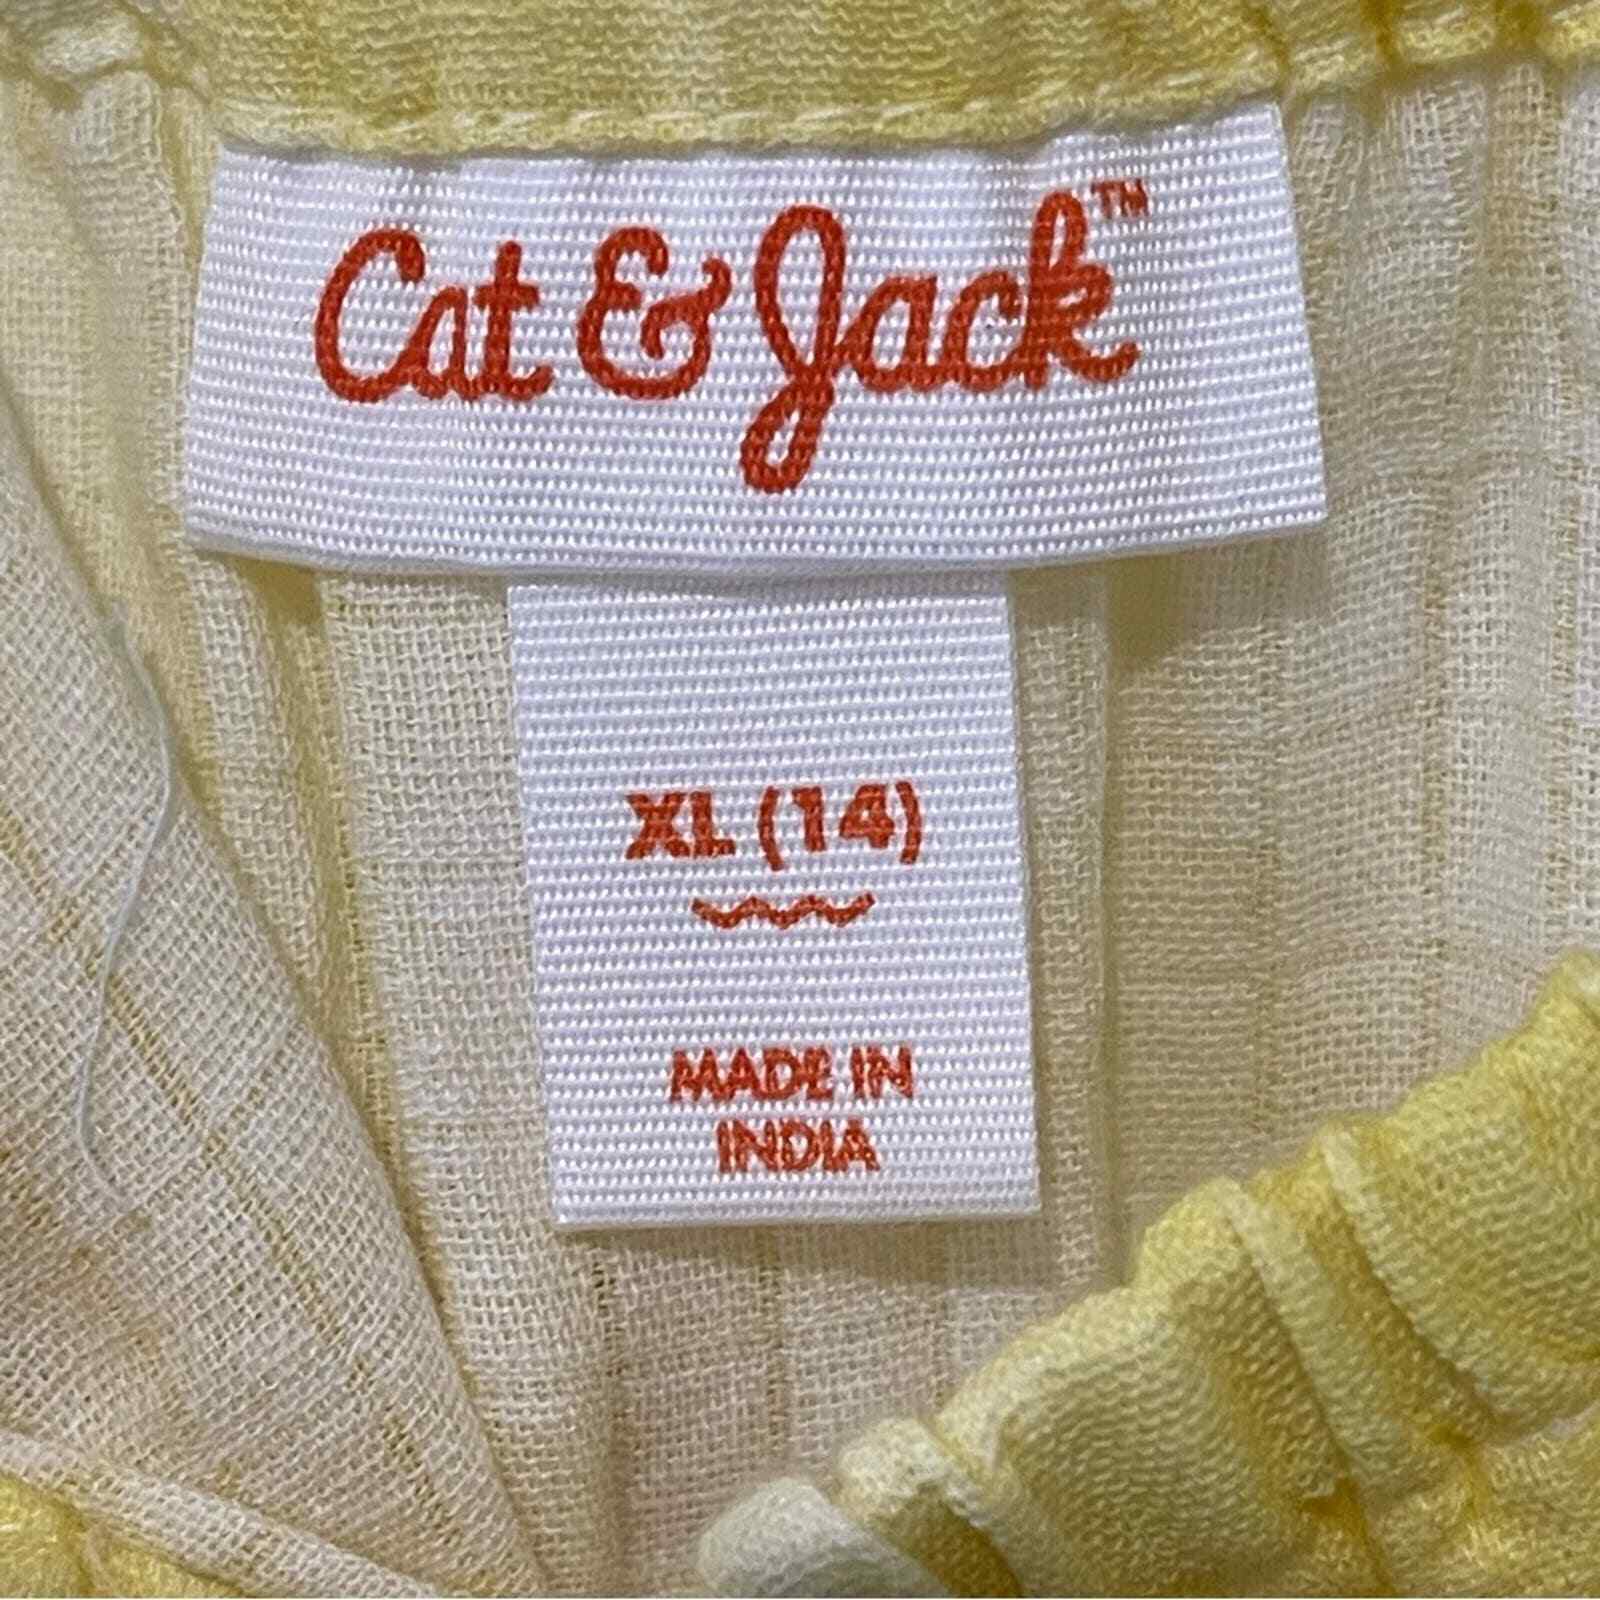 Cat & Jack™
XL (14)
MADE IN
INDIA